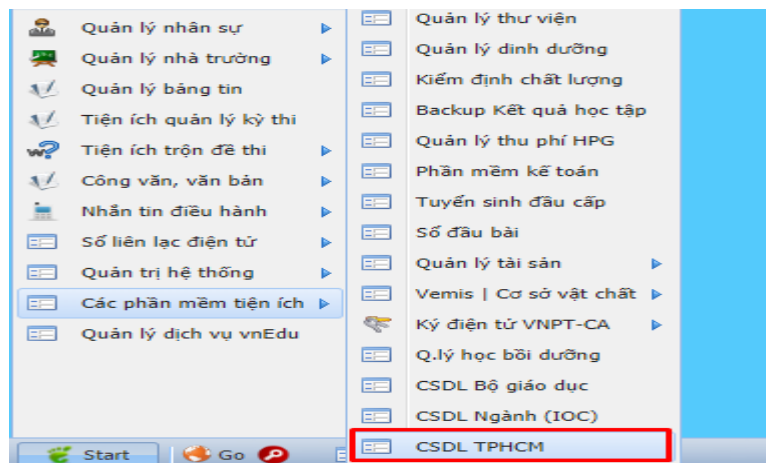 Quản lý nhân sự
Quản lý nhà trường
Quản lý bảng tin
Tiện ích quản lý kỳ thi
Tiện ích trộn đề thi
Công văn, văn bản
Nhắn tin điều hành
Sổ liên lạc điện tử
Quản trị hệ thống
Các phần mềm tiện ích
Quản lý dịch vụ vnEdu
Start
Go
Quản lý thư viện
Quản lý dinh dưỡng
Kiểm định chất lượng
Backup Kết quả học tập
Quản lý thu phí HPG
Phần mềm kế toán
Tuyển sinh đầu cấp
Sổ đầu bài
Quản lý tài sản
Vemis | Cơ sở vật chất
Ký điện tử VNPT-CA
Q.lý học bồi dưỡng
CSDL Bộ giáo dục
CSDL Ngành (IOC)
CSDL TPHCM